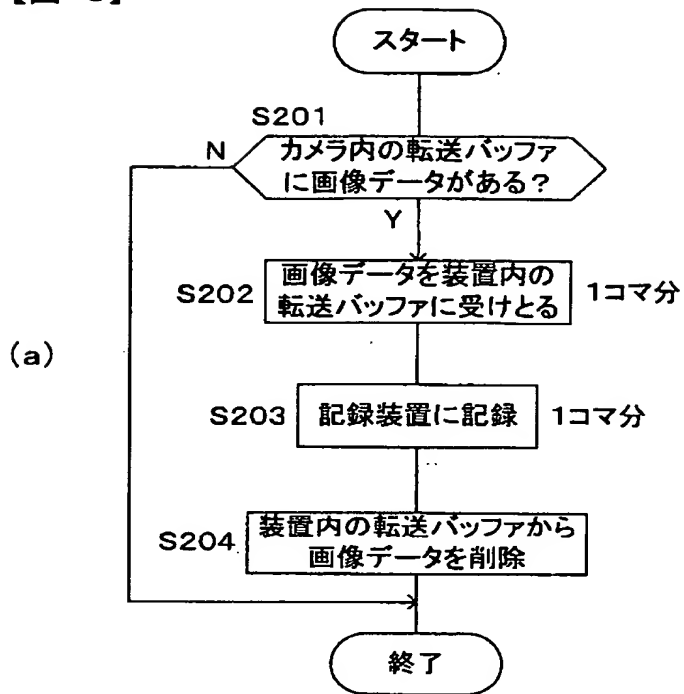 スタート
S201
N
カメラ内の転送バッファ
に画像データがある？
Y
S202
画像データを装置内の
転送バッファに受けとる
1コマ分
(a)
S203
記録装置に記録
1コマ分
S204
装置内の転送バッファから
画像データを削除
終了